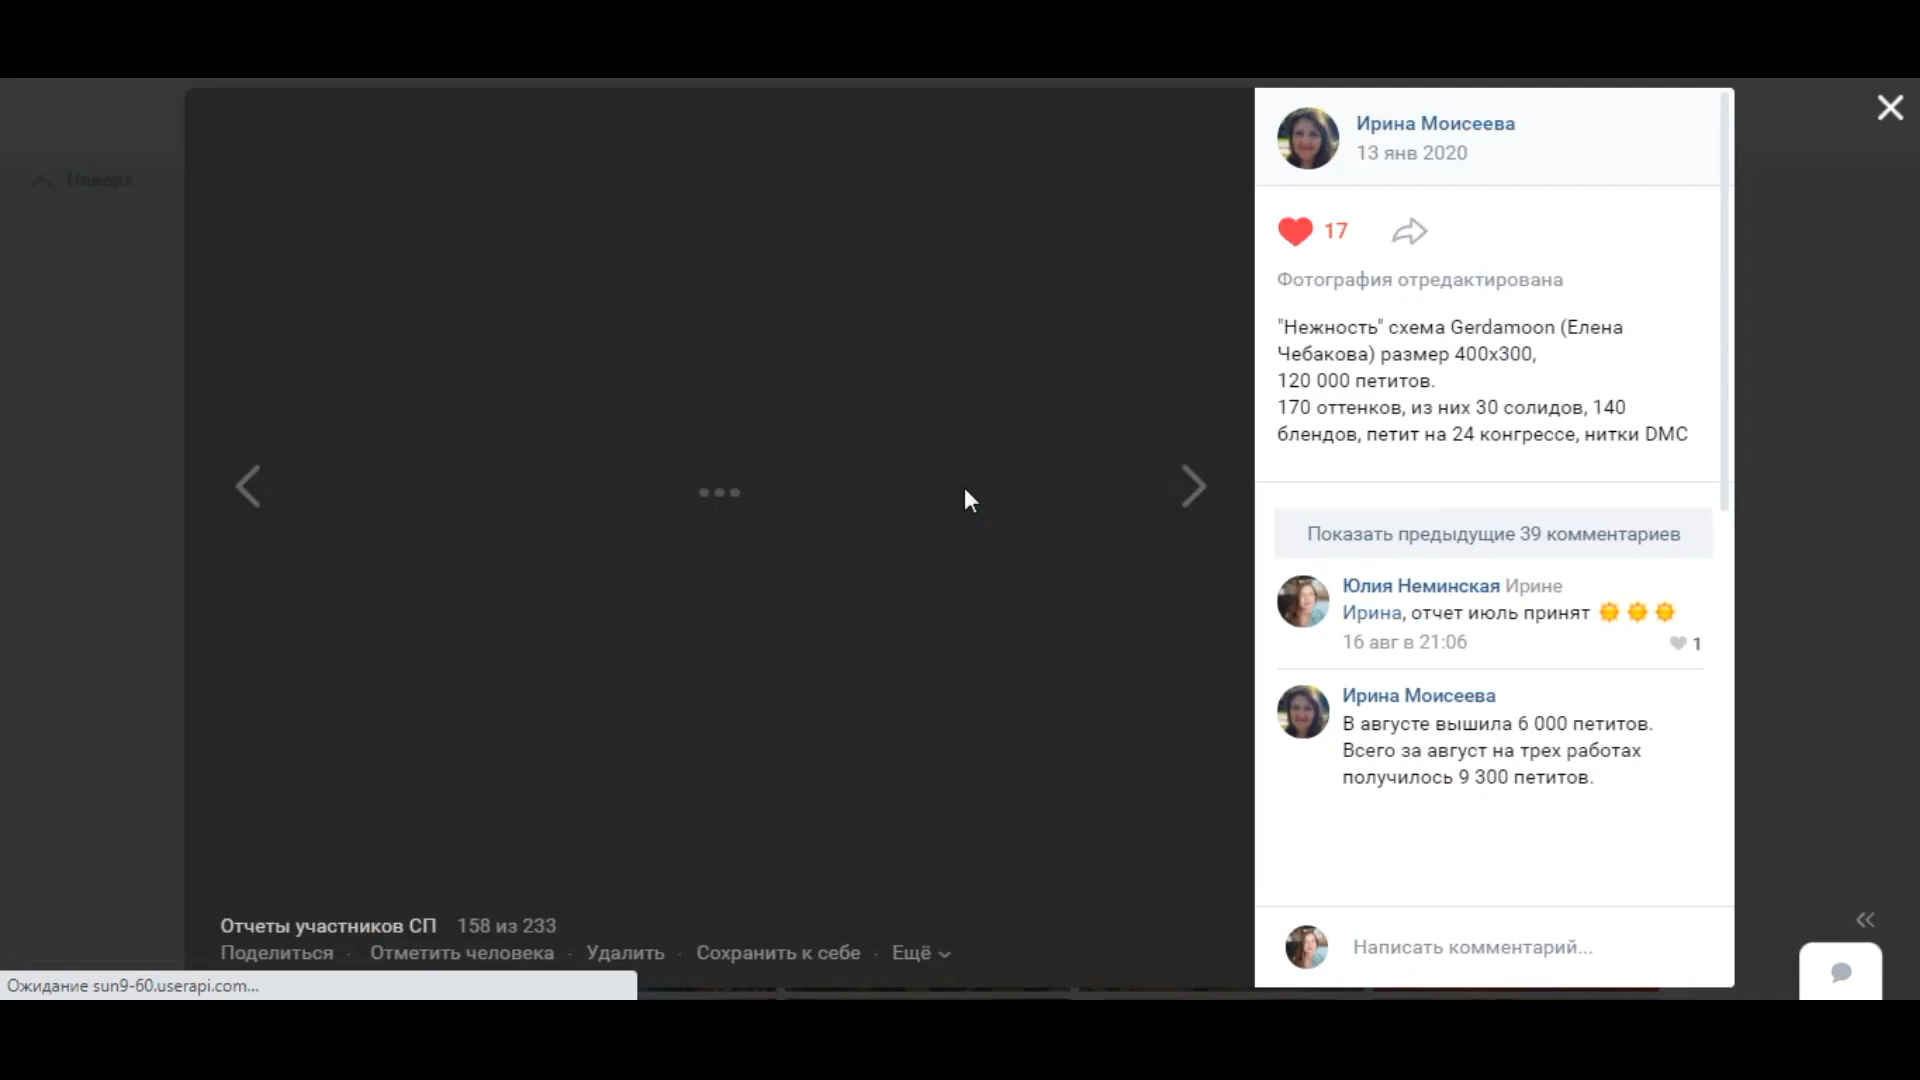 Наверх
Ирина Моисеева
13 янв 2020
17
Фотография отредактирована
"Нежность" схема Gerdamoon (Елена
Чебакова) размер 400х300,
120 000 петитов.
170 оттенков, из них 30 солидов, 140
блендов, петит на 24 конгрессе, нитки DMC
Показать предыдущие 39 комментариев
Юлия Неминская Ирине
Ирина, отчет июль принят
16 авг в 21:06
1
Ирина Моисеева
В августе вышила 6 000 петитов.
Всего за август на трех работах
получилось 9 300 петитов.
Написать комментарий...
Отчеты участников СП 158 из 233
Поделиться · Отметить человека · Удалить · Сохранить к себе · Ещё
Ожидание sun9-60.userapi.com...